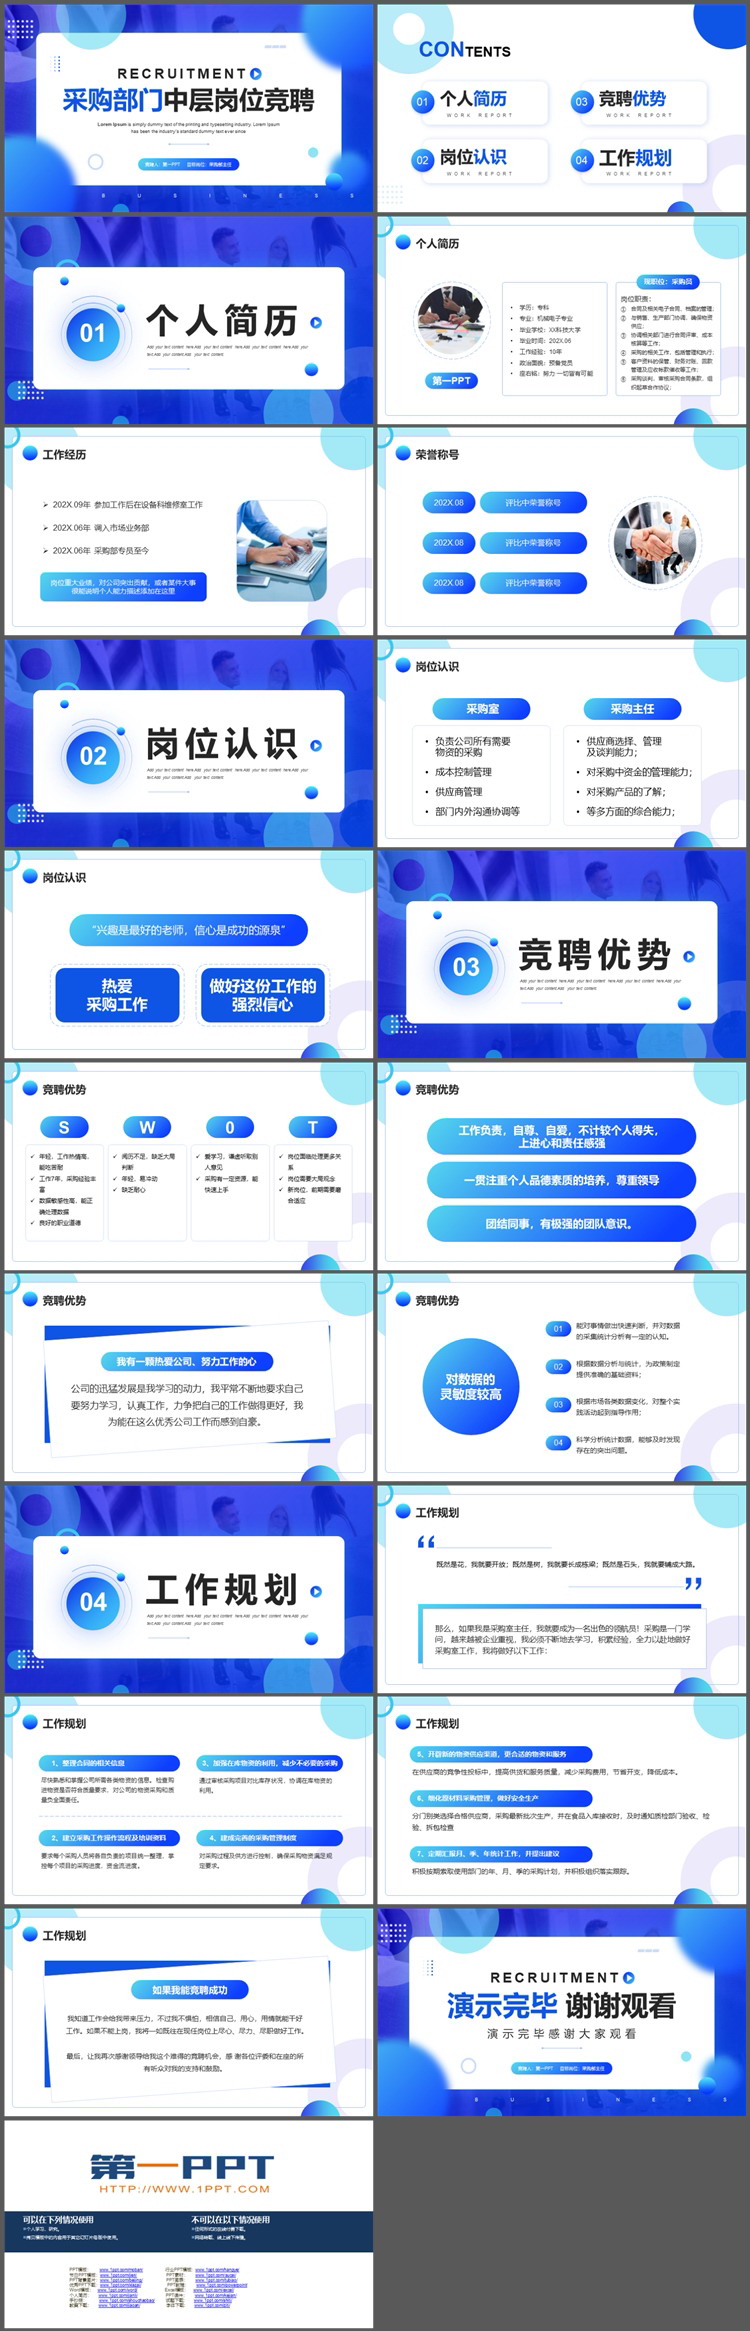 RECRUITMENT
采购部门中层岗位竞聘
Lorem Ipsum is simply dummy text of the printing and typesetting industry. Lorem Ipsum
has been the industry's standard dummy text ever since
竞聘人：第一PPT 目标岗位：采购部主任
BUSINESS
CONTENTS
01 个人简历
WORK REPORT
03 竞聘优势
WORK REPORT
02 岗位认识
WORK REPORT
04 工作规划
WORK REPORT
01
个人简历
Add your text content here.Add your text content here.Add your
text.Add your text content here.Add your text content
个人简历
第一PPT
• 学历：专科
• 专业：机械电子专业
• 毕业学校：XX科技大学
• 毕业时间：202X.06
• 工作经验：10年
• 政治面貌：预备党员
• 座右铭：努力 一切皆有可能
现职位：采购员
岗位职责：
① 合同及相关电子合同、档案的管理；
② 与销售、生产部门协调，确保物资
供应；
③ 协调相关部门进行合同评审、成本
核算等工作；
④ 采购的相关工作，包括管理和执行；
⑤ 客户资料的保管、财务对账、回款
管理及应收账款催收等工作；
⑥ 采购谈判，审核采购合同条款，组
织起草合作协议；
工作经历
➢ 202X.09年 参加工作后在设备科维修室工作
➢ 202X.06年 调入市场业务部
➢ 202X.06年 采购部专员至今
岗位重大业绩，对公司突出贡献，或者某件大事
很能说明个人能力描述添加在这里
荣誉称号
202X.08 评比中荣誉称号
202X.08 评比中荣誉称号
202X.08 评比中荣誉称号
02
岗位认识
Add your text content here.Add your text content here.Add your
text.Add your text content here.Add your text content
岗位认识
采购室
• 负责公司所有需要
物资的采购
• 成本控制管理
• 供应商管理
• 部门内外沟通协调等
采购主任
• 供应商选择、管理
及谈判能力；
• 对采购中资金的管理能力；
• 对采购产品的了解；
• 等多方面的综合能力；
岗位认识
“兴趣是最好的老师，信心是成功的源泉”
热爱
采购工作
做好这份工作的
强烈信心
03
竞聘优势
Add your text content here.Add your text content here.Add your
text.Add your text content here.Add your text content
竞聘优势
S
✓ 年轻，工作热情高，
能吃苦耐
✓ 工作7年，采购经验丰
富
✓ 数据敏感性高，能正
确处理数据
✓ 良好的职业道德
W
✓ 阅历不足，缺乏大局
判断
✓ 年轻，易冲动
✓ 缺乏耐心
O
✓ 爱学习，谦虚听取别
人意见
✓ 采购有一定资源，能
快速上手
T
✓ 岗位面临处理更多关
系
✓ 岗位需要大局观念
✓ 新岗位，前期需要磨
合适应
竞聘优势
工作负责，自尊、自爱，不计较个人得失，
上进心和责任感强
一贯注重个人品德素质的培养，尊重领导
团结同事，有极强的团队意识。
竞聘优势
我有一颗热爱公司、努力工作的心
公司的迅猛发展是我学习的动力，我平常不断地要求自己
要努力学习，认真工作，力争把自己的工作做得更好，我
为能在这么优秀公司工作而感到自豪。
竞聘优势
对数据的
灵敏度较高
01 能对事情做出快速判断，并对数据
的采集统计分析有一定的认知。
02 根据数据分析与统计，为政策制定
提供准确的基础资料；
03 根据市场各类数据变化，对整个实
践活动起到指导作用；
04 科学分析统计数据，能够及时发现
存在的突出问题。
04
工作规划
Add your text content here.Add your text content here.Add your
text.Add your text content here.Add your text content
工作规划
“
既然是花，我就要开放；既然是树，我就要长成栋梁；既然是石头，我就要铺成大路。
”
那么，如果我是采购室主任，我就要成为一名出色的领航员！采购是一门学
问，越来越被企业重视，我必须不断地去学习，积累经验，全力以赴地做好
采购室工作，我将做好以下工作：
工作规划
1、整理合同的相关信息
尽快熟悉和掌握公司所需各类物资的信息。检查购
进物资是否符合质量要求，对公司的物资采购和质
量负全面责任。
3、加强在库物资的利用，减少不必要的采购
通过审核采购项目对比库存状况，协调在库物资的
利用。
2、建立采购工作操作流程及培训资料
要求每个采购人员将各自负责的项目统一整理，掌
控每个项目的采购进度、资金流进度。
4、建成完善的采购管理制度
对采购过程及供方进行控制，确保采购物资满足规
定要求。
5、开辟新的物资供应渠道，更合适的物资和服务
在供应商的竞争性投标中，提高供货和服务质量，减少采购费用，节省开支，降低成本。
6、细化原材料采购管理，做好安全生产
分门别类选择合格供应商，采购最新批次生产，并在食品入库接收时，及时通知质检部门验收、检
验、拆包检查
7、定期汇报月、季、年统计工作，并提出建议
积极按期索取使用部门的年、月、季的采购计划，并积极组织落实跟踪。
工作规划
工作规划
如果我能竞聘成功
我知道工作会给我带来压力，不过我不惧怕，相信自己，用心，用情就能干好
工作。如果不能上岗，我将一如既往在现任岗位上尽心、尽力、尽职做好工作。
最后，让我再次感谢领导给我这个难得的竞聘机会，感 谢各位评委和在座的所
有听众对我的支持和鼓励。
RECRUITMENT
演示完毕 谢谢观看
演示完毕感谢大家观看
竞聘人：第一PPT 目标岗位：采购部主任
BUSINESS
第一PPT
HTTP://WWW.1PPT.COM
可以在下列情况使用
不可以在以下情况使用